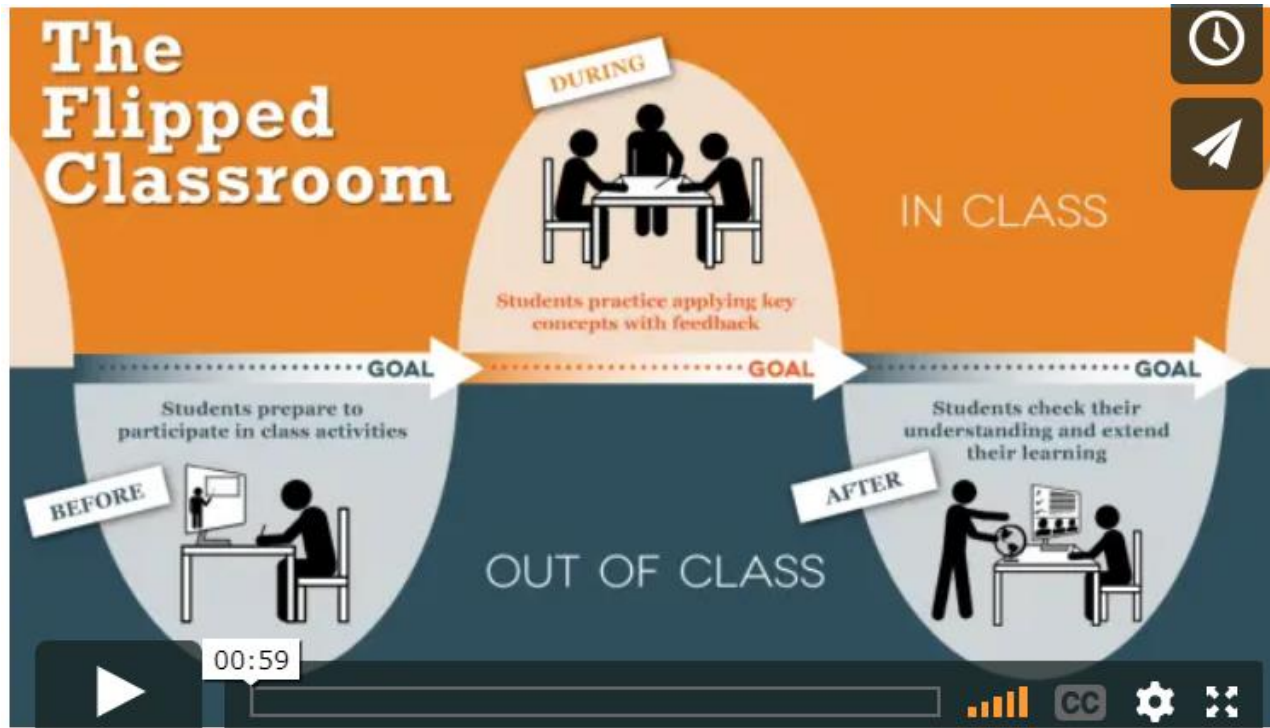 The
Flipped
Classroom
DURING
IN CLASS
Students practice applying key
concepts with feedback
GOAL
GOAL
GOAL
Students prepare to
participate in class activities
BEFORE
Students check their
understanding and extend
their learning
AFTER
OUT OF CLASS
00:59
CC